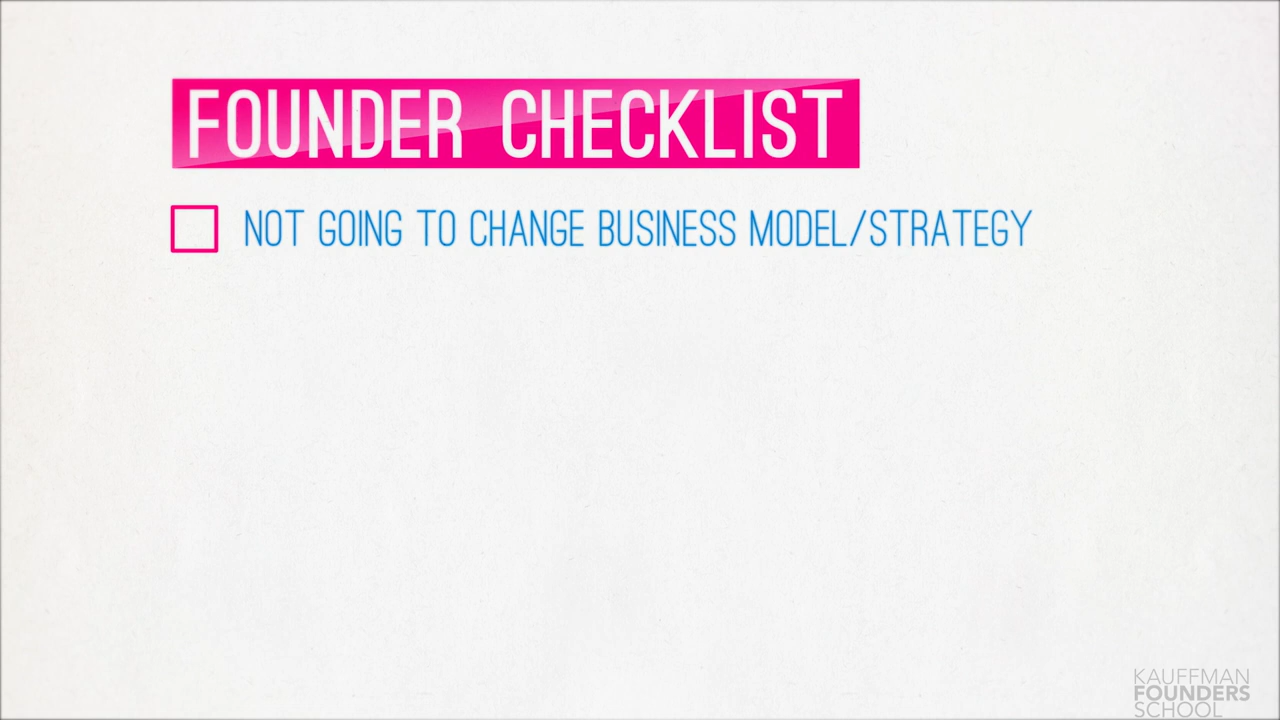 FOUNDER CHECKLIST
NOT GOING TO CHANGE BUSINESS MODEL/STRATEGY
KAUFFMAN
FOUNDERS
SCHOOL